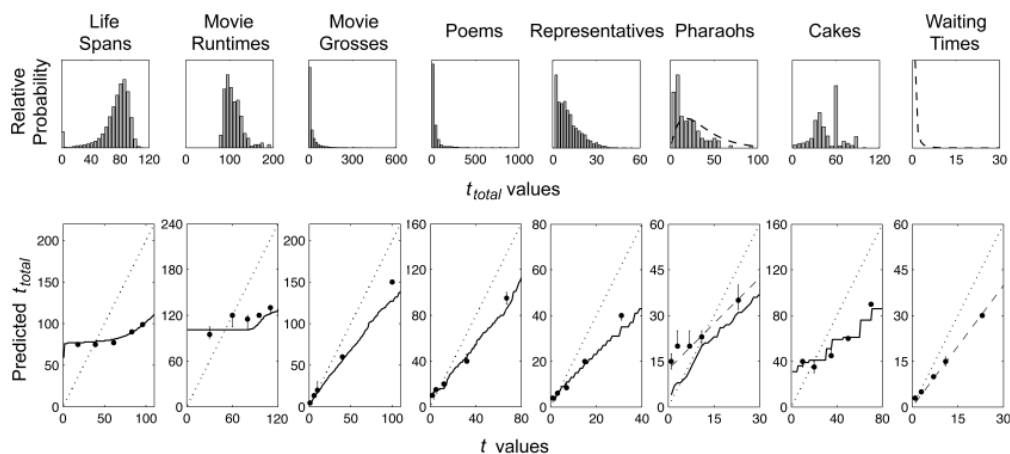 Life Spans
Movie Runtimes
Movie Grosses
Poems
Representatives
Pharaohs
Cakes
Waiting Times
Relative Probability
0 40 80 120
0 100 200
0 300 600
0 500 1000
0 30 60
0 50 100
0 60 120
0 15 30
t_total values
Predicted t_total
200
150
100
50
0
0 50 100
240
180
120
60
0
0 60 120
200
150
100
50
0
0 50 100
160
120
80
40
0
0 20 40 60 80
80
60
40
20
0
0 10 20 30 40
60
45
30
15
0
0 15 30
120
80
40
0
0 40 80
60
45
30
15
0
0 15 30
t values